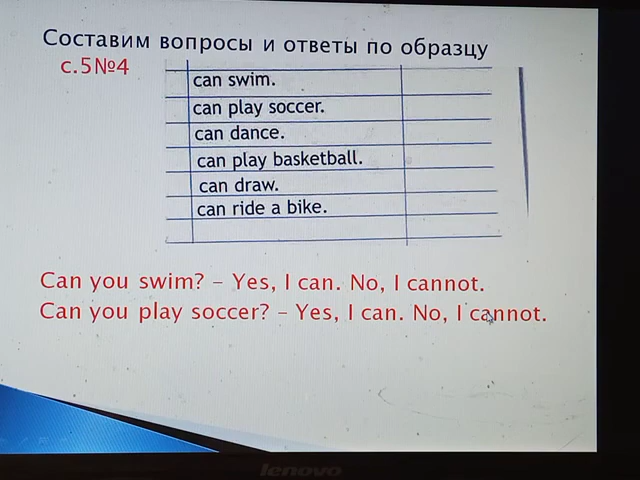 Составим вопросы и ответы по образцу
с.5№4
can swim.
can play soccer.
can dance.
can play basketball.
can draw.
can ride a bike.
Can you swim? – Yes, I can. No, I cannot.
Can you play soccer? – Yes, I can. No, I cannot.
lenovo